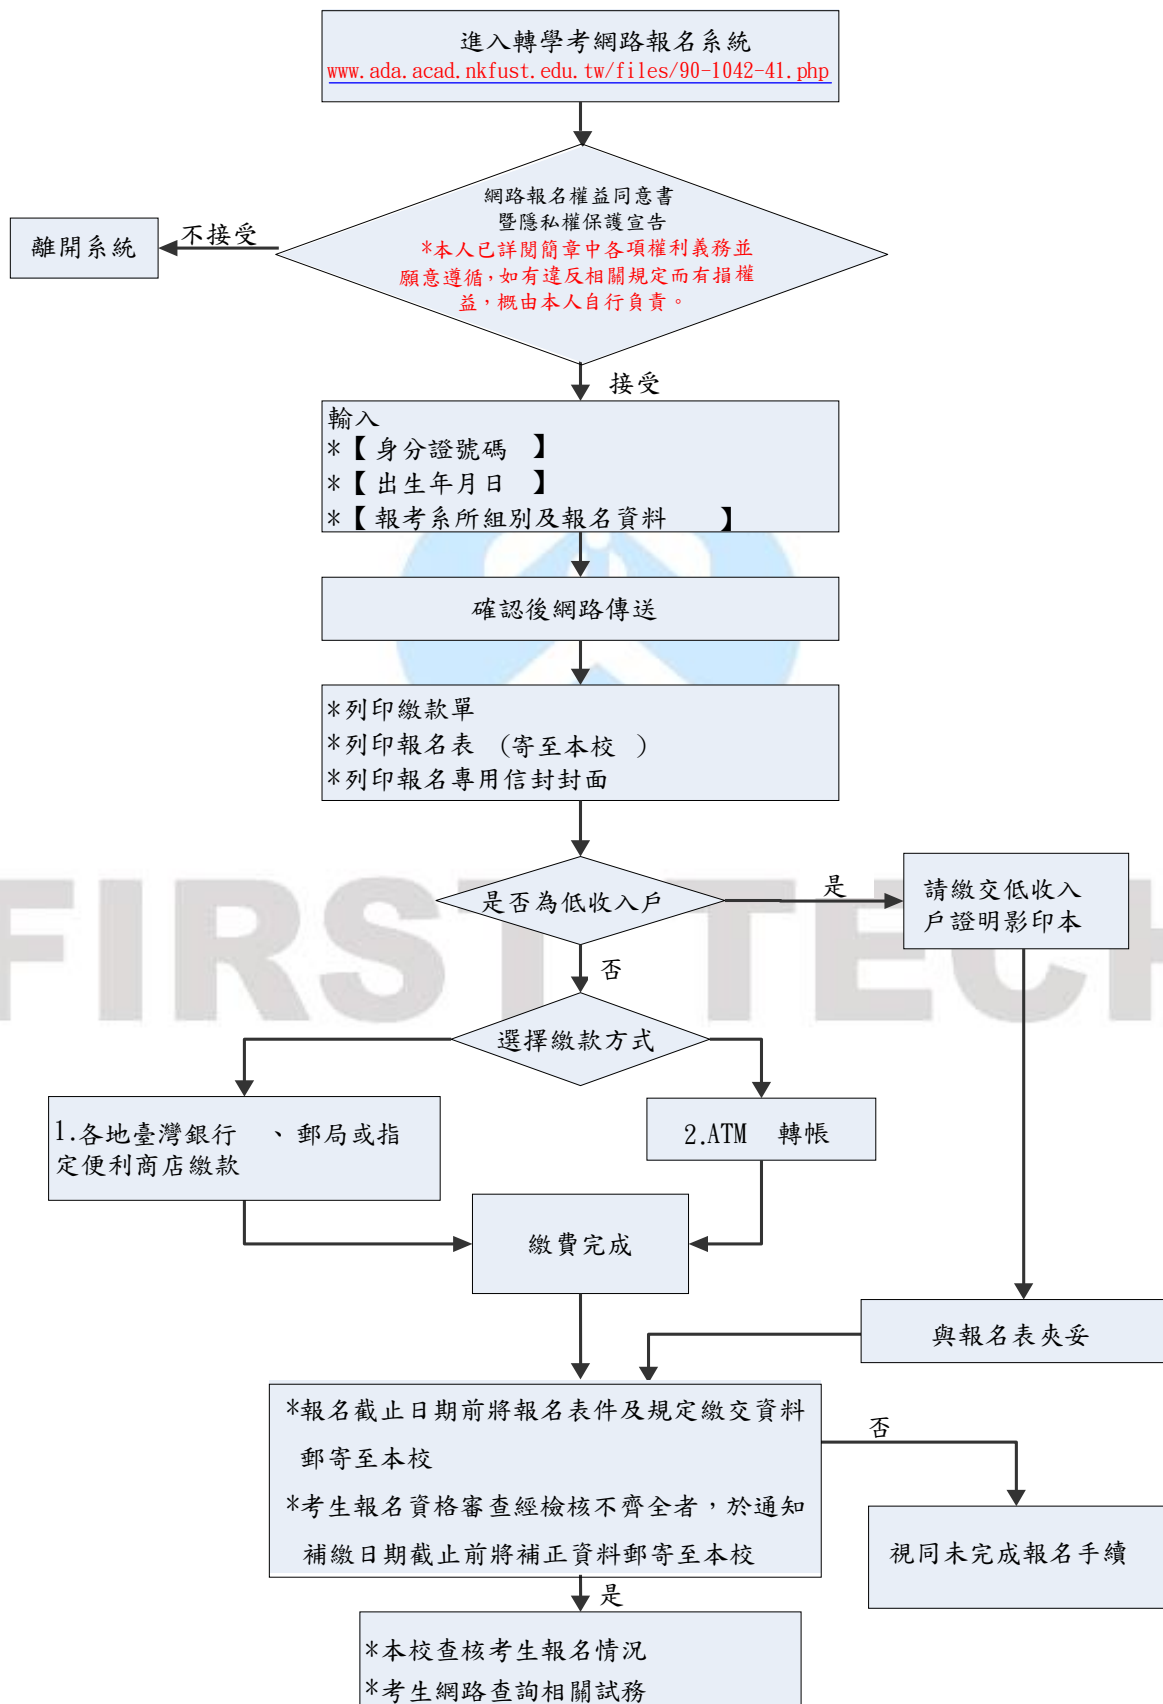 進入轉學考網路報名系統
www.ada.acad.nkfust.edu.tw/files/90-1042-41.php
網路報名權益同意書
暨隱私權保護宣告
*本人已詳閱簡章中各項權利義務並
願意遵循，如有違反相關規定而有損權
益，概由本人自行負責。
不接受
離開系統
接受
輸入
*【 身分證號碼 】
*【 出生年月日 】
*【 報考系所組別及報名資料 】
確認後網路傳送
*列印繳款單
*列印報名表 (寄至本校 )
*列印報名專用信封封面
是否為低收入戶
是
請繳交低收入
戶證明影印本
否
FIRST TECH
選擇繳款方式
1.各地臺灣銀行 、郵局或指
定便利商店繳款
2.ATM 轉帳
繳費完成
與報名表夾妥
*報名截止日期前將報名表件及規定繳交資料
郵寄至本校
*考生報名資格審查經檢核不齊全者，於通知
補繳日期截止前將補正資料郵寄至本校
否
視同未完成報名手續
是
*本校查核考生報名情況
*考生網路查詢相關試務